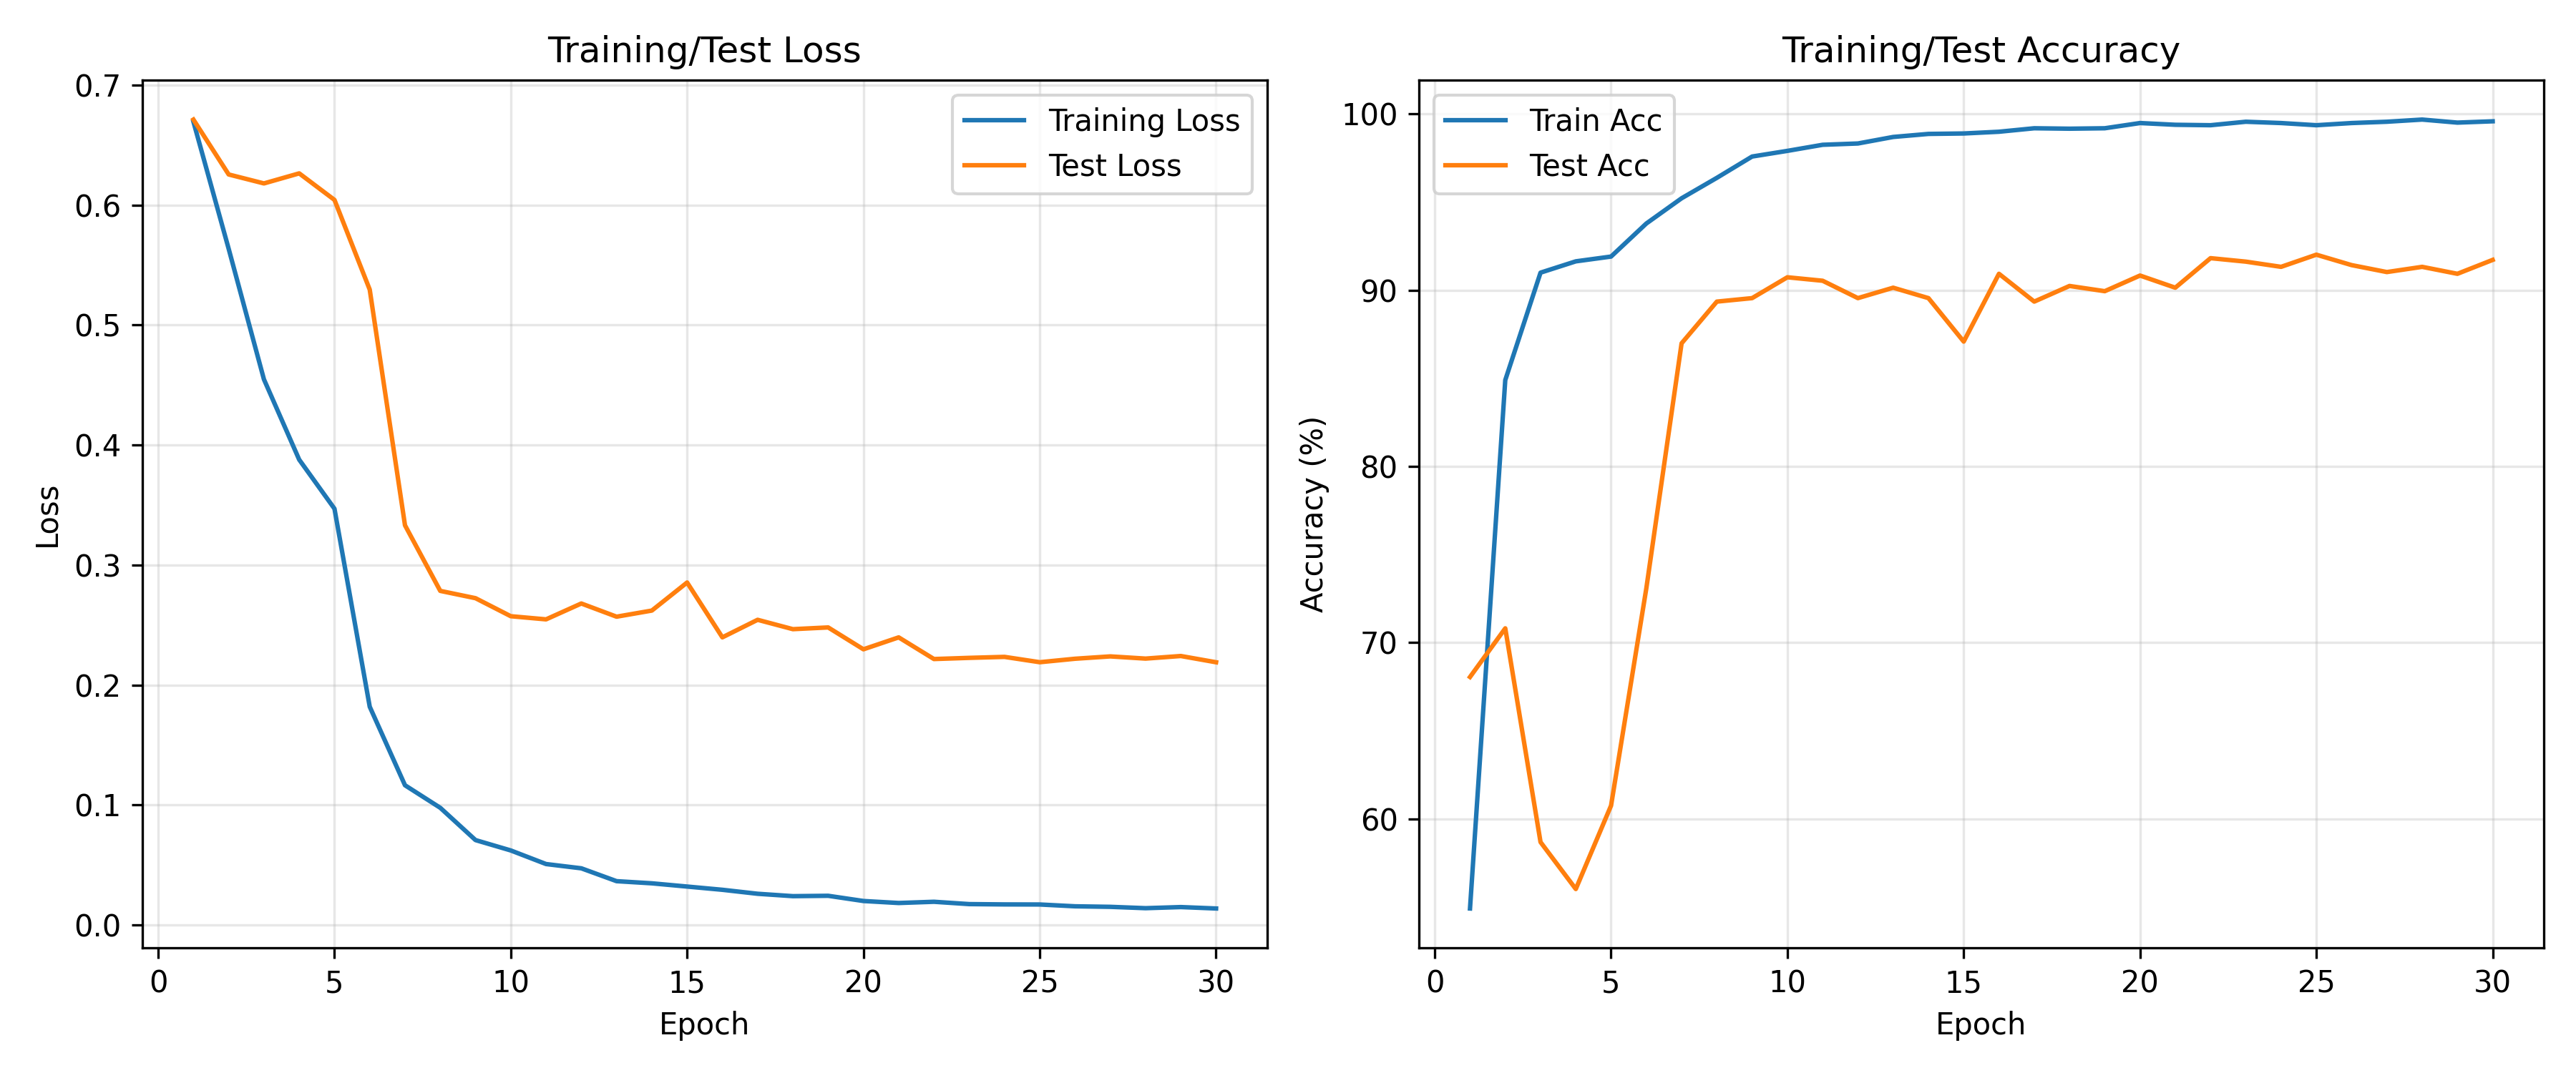 Training/Test Loss
0.7
0.6
0.5
0.4
0.3
0.2
0.1
0.0
Loss
Training Loss
Test Loss
0 5 10 15 20 25 30
Epoch
Training/Test Accuracy
100
90
80
70
60
Accuracy (%)
Train Acc
Test Acc
0 5 10 15 20 25 30
Epoch